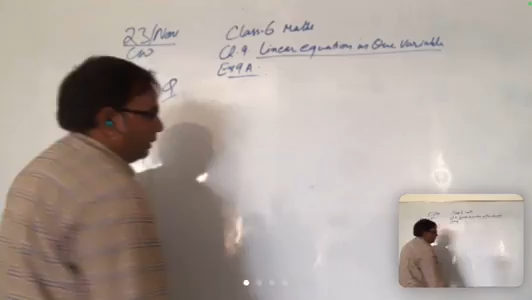 23/Nov
Class-6 Maths
CW
Ch.9 Linear equation in One Variable
Ex 9A.
Q